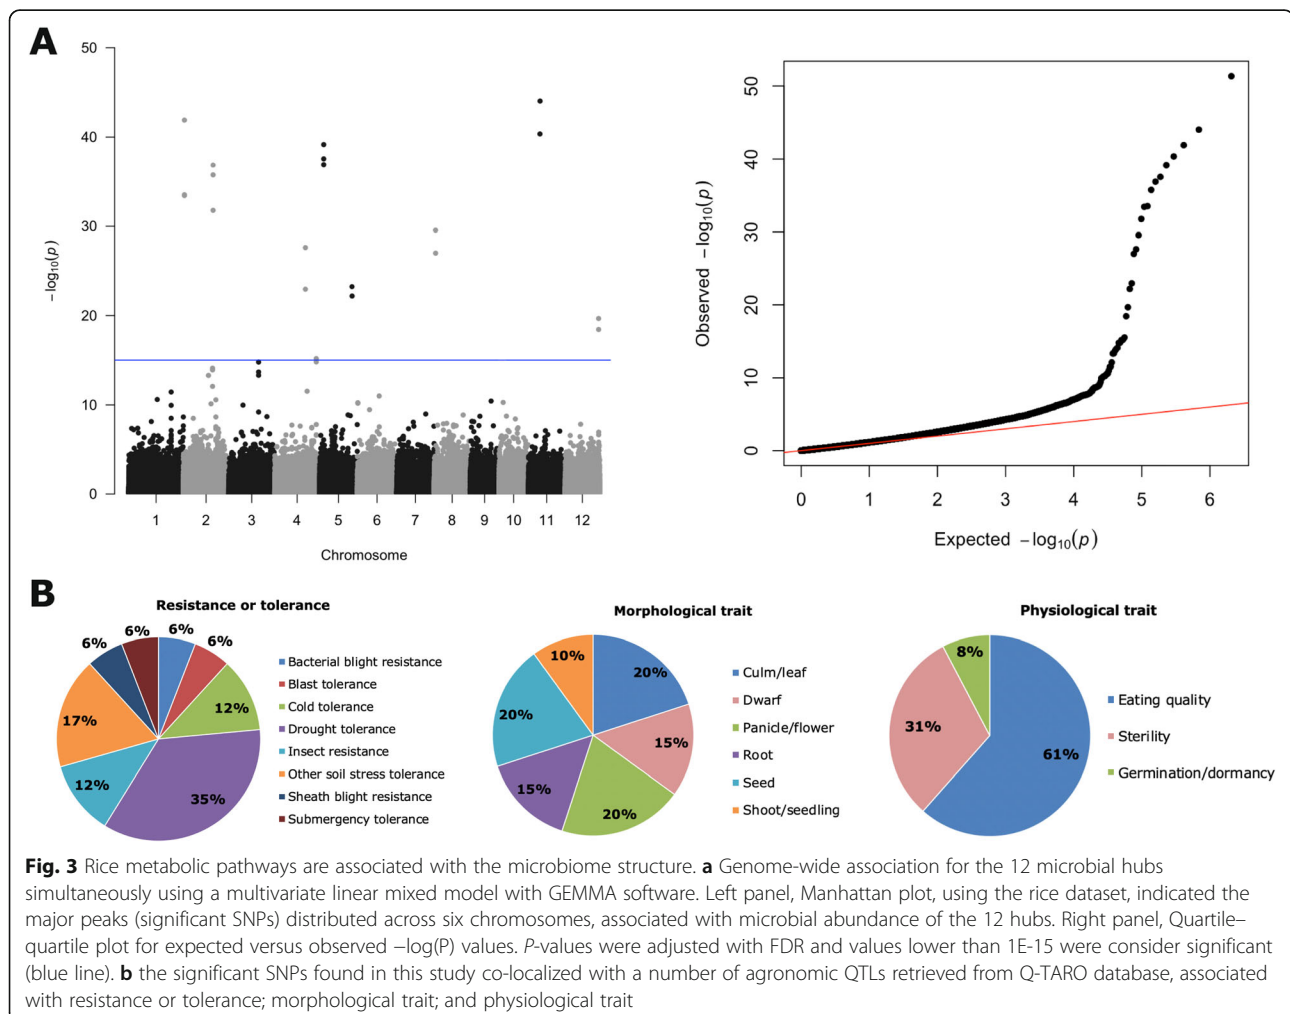 A
50
40
30
20
10
0
−log10(p)
1 2 3 4 5 6 7 8 9 10 11 12
Chromosome
50
40
30
20
10
0
Observed −log10(p)
0 1 2 3 4 5 6
Expected −log10(p)
B
Resistance or tolerance
6%
6%
6%
6%
12%
17%
12%
35%
Bacterial blight resistance
Blast tolerance
Cold tolerance
Drought tolerance
Insect resistance
Other soil stress tolerance
Sheath blight resistance
Submergency tolerance
Morphological trait
10%
20%
20%
15%
15%
20%
Culm/leaf
Dwarf
Panicle/flower
Root
Seed
Shoot/seedling
Physiological trait
8%
31%
61%
Eating quality
Sterility
Germination/dormancy
Fig. 3 Rice metabolic pathways are associated with the microbiome structure. a Genome-wide association for the 12 microbial hubs
simultaneously using a multivariate linear mixed model with GEMMA software. Left panel, Manhattan plot, using the rice dataset, indicated the
major peaks (significant SNPs) distributed across six chromosomes, associated with microbial abundance of the 12 hubs. Right panel, Quartile–
quartile plot for expected versus observed −log(P) values. P-values were adjusted with FDR and values lower than 1E-15 were consider significant
(blue line). b the significant SNPs found in this study co-localized with a number of agronomic QTLs retrieved from Q-TARO database, associated
with resistance or tolerance; morphological trait; and physiological trait